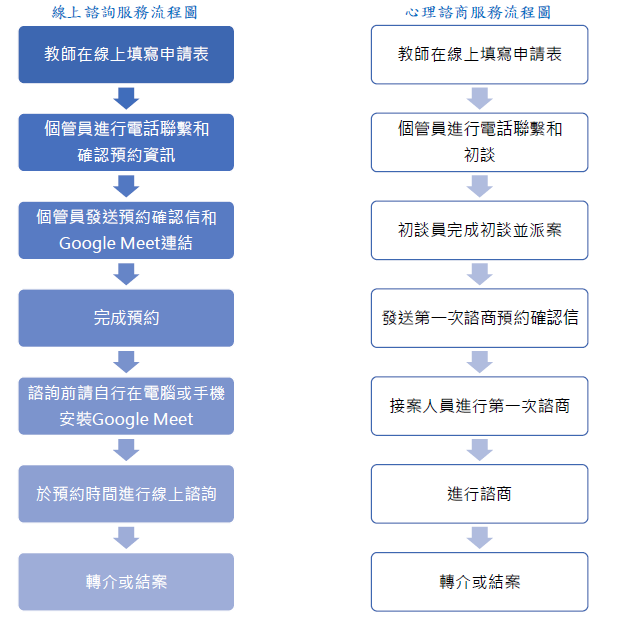 線上諮詢服務流程圖
教師在線上填寫申請表
個管員進行電話聯繫和
確認預約資訊
個管員發送預約確認信和
Google Meet連結
完成預約
諮詢前請自行在電腦或手機
安裝Google Meet
於預約時間進行線上諮詢
轉介或結案
心理諮商服務流程圖
教師在線上填寫申請表
個管員進行電話聯繫和
初談
初談員完成初談並派案
發送第一次諮商預約確認信
接案人員進行第一次諮商
進行諮商
轉介或結案